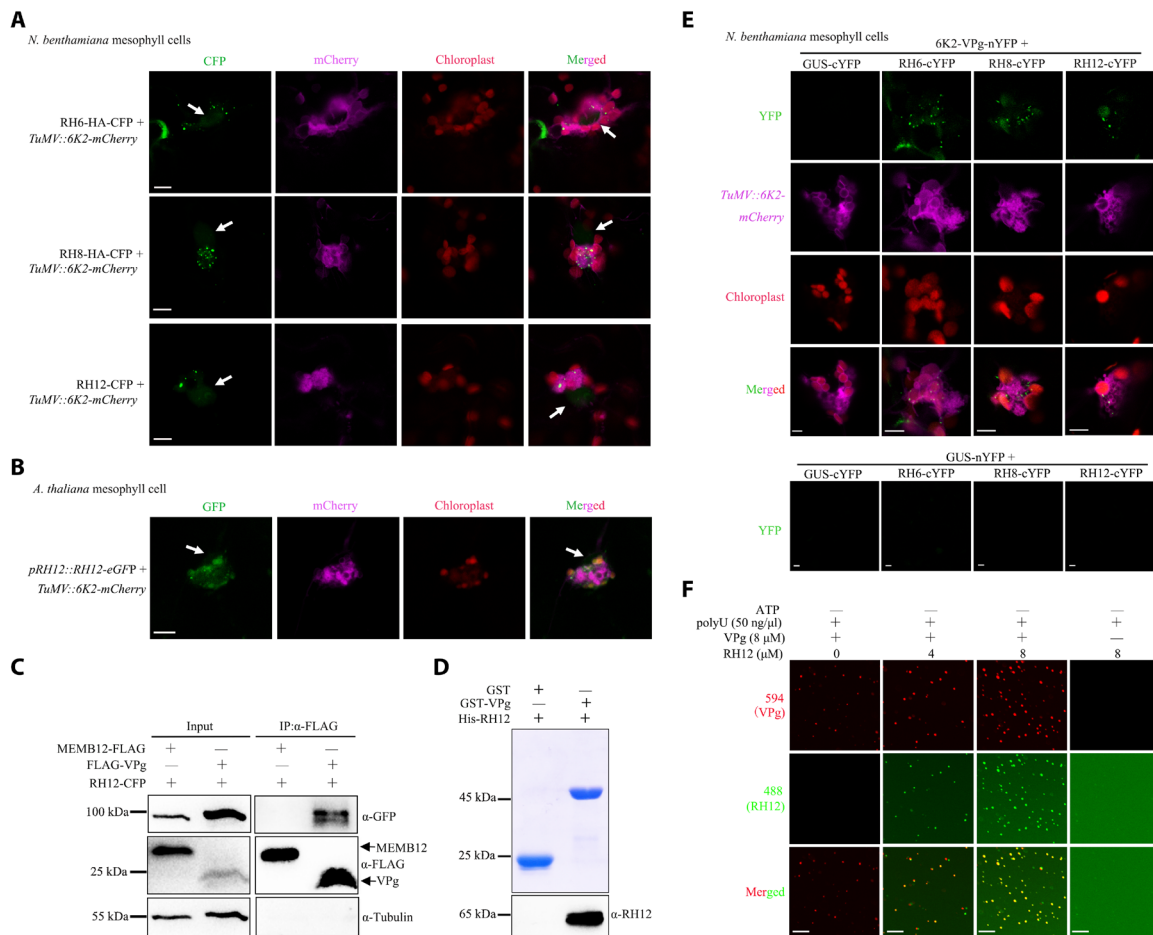 A
N. benthamiana mesophyll cells
CFP mCherry Chloroplast Merged
RH6-HA-CFP +
TuMV::6K2-mCherry
RH8-HA-CFP +
TuMV::6K2-mCherry
RH12-CFP +
TuMV::6K2-mCherry
B
A. thaliana mesophyll cell
GFP mCherry Chloroplast Merged
pRH12::RH12-eGFP +
TuMV::6K2-mCherry
C
Input IP:α-FLAG
MEMB12-FLAG + — + —
FLAG-VPg — + — +
RH12-CFP + + + +
100 kDa α-GFP
MEMB12
α-FLAG
25 kDa VPg
55 kDa α-Tubulin
D
GST + —
GST-VPg — +
His-RH12 + +
45 kDa
25 kDa
65 kDa α-RH12
E
N. benthamiana mesophyll cells
6K2-VPg-nYFP +
GUS-cYFP RH6-cYFP RH8-cYFP RH12-cYFP
YFP
TuMV::6K2-
mCherry
Chloroplast
Merged
GUS-nYFP +
GUS-cYFP RH6-cYFP RH8-cYFP RH12-cYFP
YFP
F
ATP — — — —
polyU (50 ng/μl) + + + +
VPg (8 μM) + + + —
RH12 (μM) 0 4 8 8
594
(VPg)
488
(RH12)
Merged